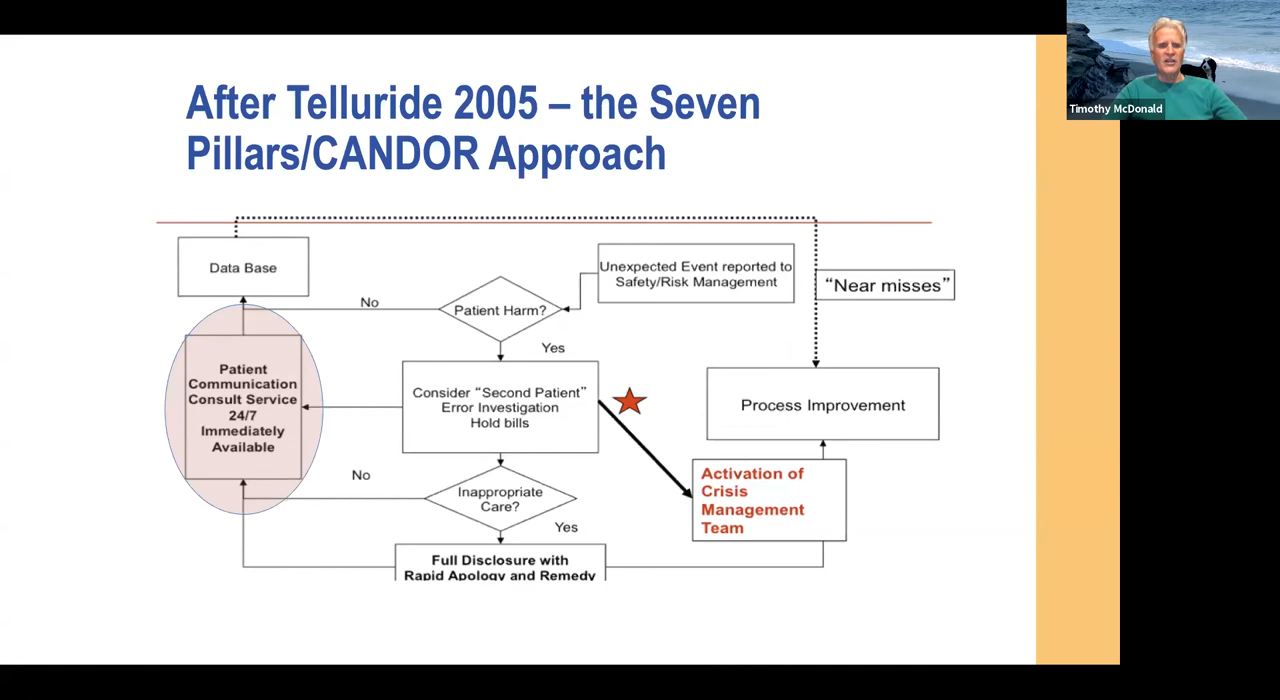 After Telluride 2005 – the Seven
Pillars/CANDOR Approach
Timothy McDonald
Data Base
Unexpected Event reported to
Safety/Risk Management
“Near misses”
No
Patient Harm?
Yes
Patient
Communication
Consult Service
24/7
Immediately
Available
Consider “Second Patient”
Error Investigation
Hold bills
Process Improvement
Activation of
Crisis
Management
Team
No
Inappropriate
Care?
Yes
Full Disclosure with
Rapid Apology and Remedy